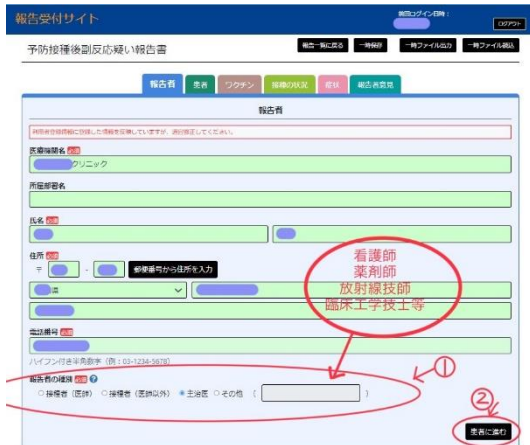 報告受付サイト
前回ログイン日時：
ログアウト
予防接種後副反応疑い報告書
報告一覧に戻る
一時保存
一時ファイル出力
一時ファイル読込
報告者
患者
ワクチン
接種の状況
症状
報告者意見
報告者
利用者登録情報に登録した情報を反映していますが、適宜修正してください。
医療機関名 必須
クリニック
所属部署名
氏名 必須
住所 必須
〒 - 郵便番号から住所を入力
県
電話番号 必須
ハイフン付き半角数字（例：03-1234-5678）
報告者の種別 必須 ?
接種者（医師） 接種者（医師以外） 主治医 その他 ( )
看護師
薬剤師
放射線技師
臨床工学技士等
①
②
患者に進む